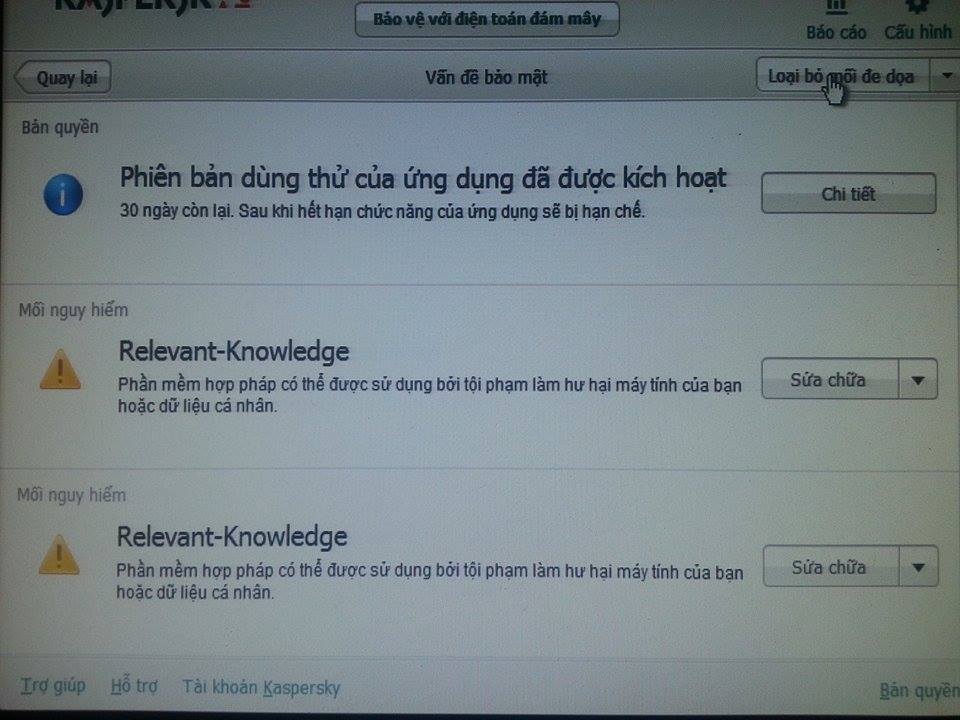 KASPERSKY
Bảo vệ với điện toán đám mây
Báo cáo
Cấu hình
Quay lại
Vấn đề bảo mật
Loại bỏ mối đe dọa
Bản quyền
Phiên bản dùng thử của ứng dụng đã được kích hoạt
30 ngày còn lại. Sau khi hết hạn chức năng của ứng dụng sẽ bị hạn chế.
Chi tiết
Mối nguy hiểm
Relevant-Knowledge
Phần mềm hợp pháp có thể được sử dụng bởi tội phạm làm hư hại máy tính của bạn
hoặc dữ liệu cá nhân.
Sửa chữa
Mối nguy hiểm
Relevant-Knowledge
Phần mềm hợp pháp có thể được sử dụng bởi tội phạm làm hư hại máy tính của bạn
hoặc dữ liệu cá nhân.
Sửa chữa
Trợ giúp
Hỗ trợ
Tài khoản Kaspersky
Bản quyền